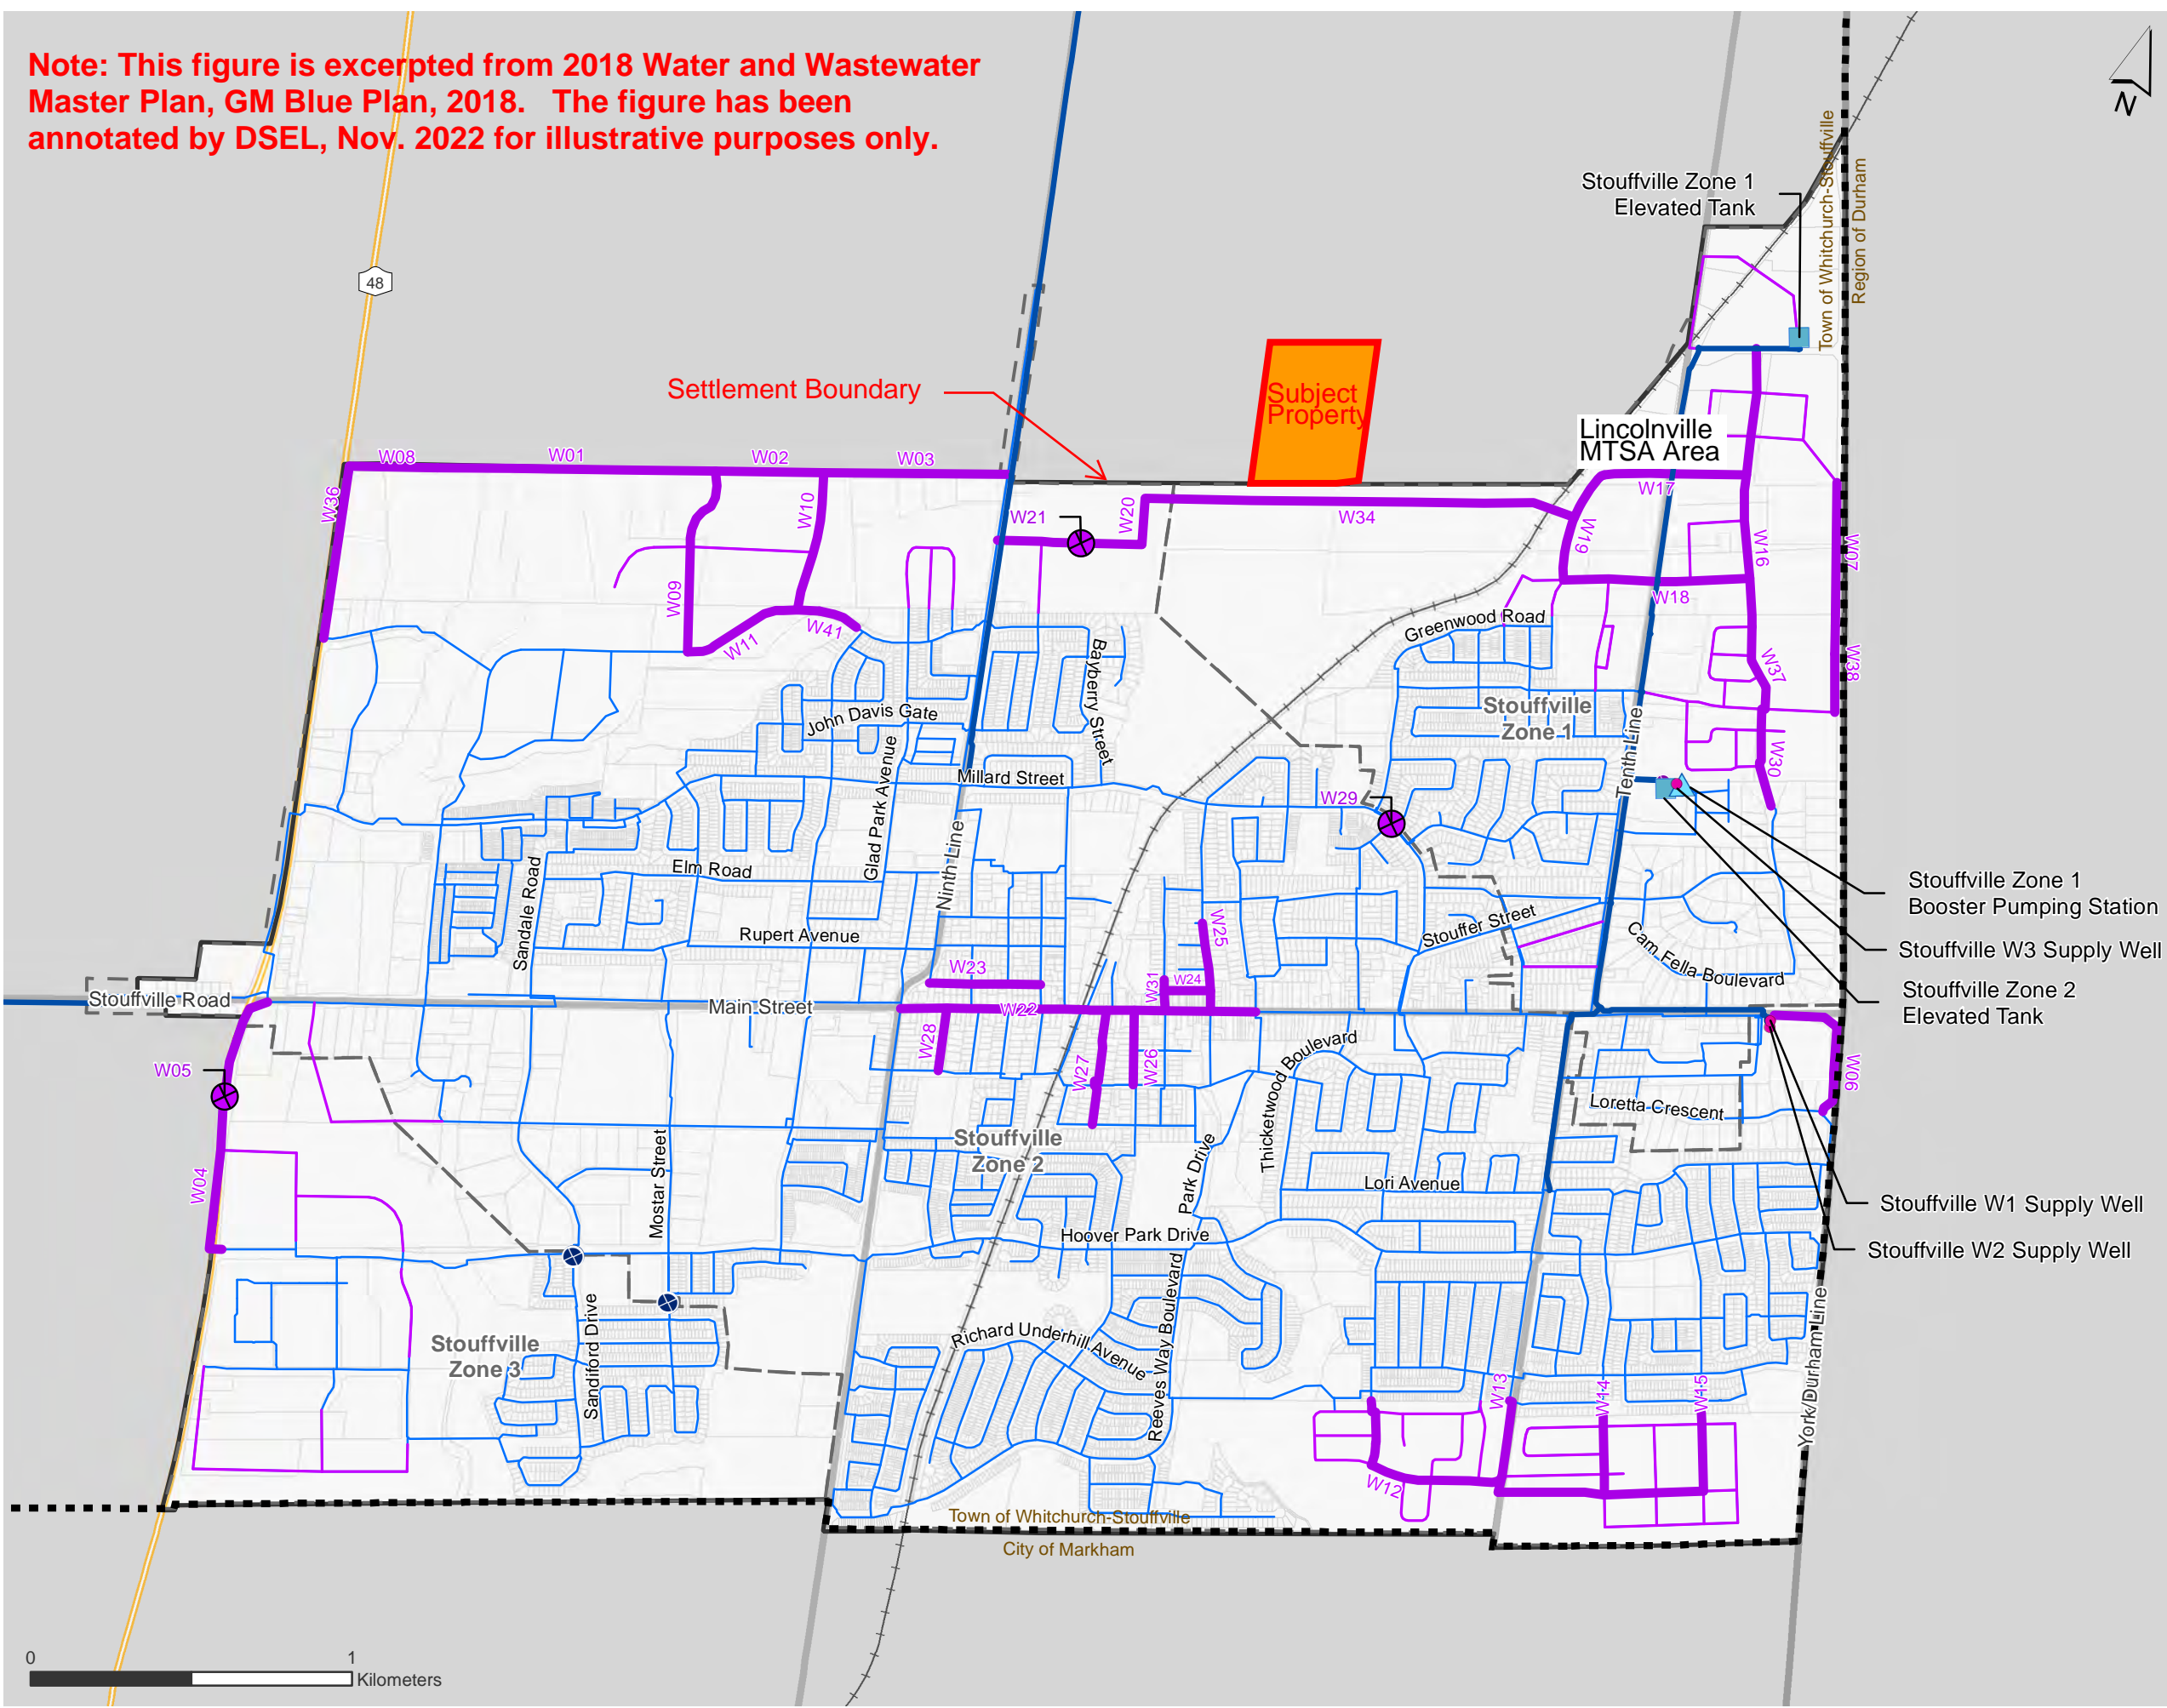 Note: This figure is excerpted from 2018 Water and Wastewater
Master Plan, GM Blue Plan, 2018. The figure has been
annotated by DSEL, Nov. 2022 for illustrative purposes only.
N
48
Stouffville Zone 1
Elevated Tank
Town of Whitchurch-Stouffville
Region of Durham
Settlement Boundary
Subject
Property
Lincolnville
MTSA Area
W08
W01
W02
W03
W36
W10
W09
W11
W41
W21
W20
W34
W17
W19
W16
W07
W18
W37
W38
W30
Greenwood Road
Bayberry Street
John Davis Gate
Glad Park Avenue
Millard Street
Stouffville
Zone 1
Tenth Line
W29
Elm Road
Sandale Road
Ninth Line
Rupert Avenue
Stouffer Street
Cam Fella Boulevard
Stouffville Zone 1
Booster Pumping Station
Stouffville W3 Supply Well
Stouffville Zone 2
Elevated Tank
Stouffville Road
Main Street
W23
W22
W25
W24
W31
W28
W27
W26
W05
W04
W06
Thicketwood Boulevard
Loretta Crescent
Mostar Street
Stouffville
Zone 2
Park Drive
Lori Avenue
Hoover Park Drive
Stouffville W1 Supply Well
Stouffville W2 Supply Well
Stouffville
Zone 3
Sandiford Drive
Richard Underhill Avenue
Reeves Way Boulevard
York/Durham Line
W13
W14
W15
W12
Town of Whitchurch-Stouffville
City of Markham
0
1
Kilometers